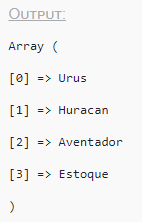 OUTPUT:
Array (
[0] => Urus
[1] => Huracan
[2] => Aventador
[3] => Estoque
)